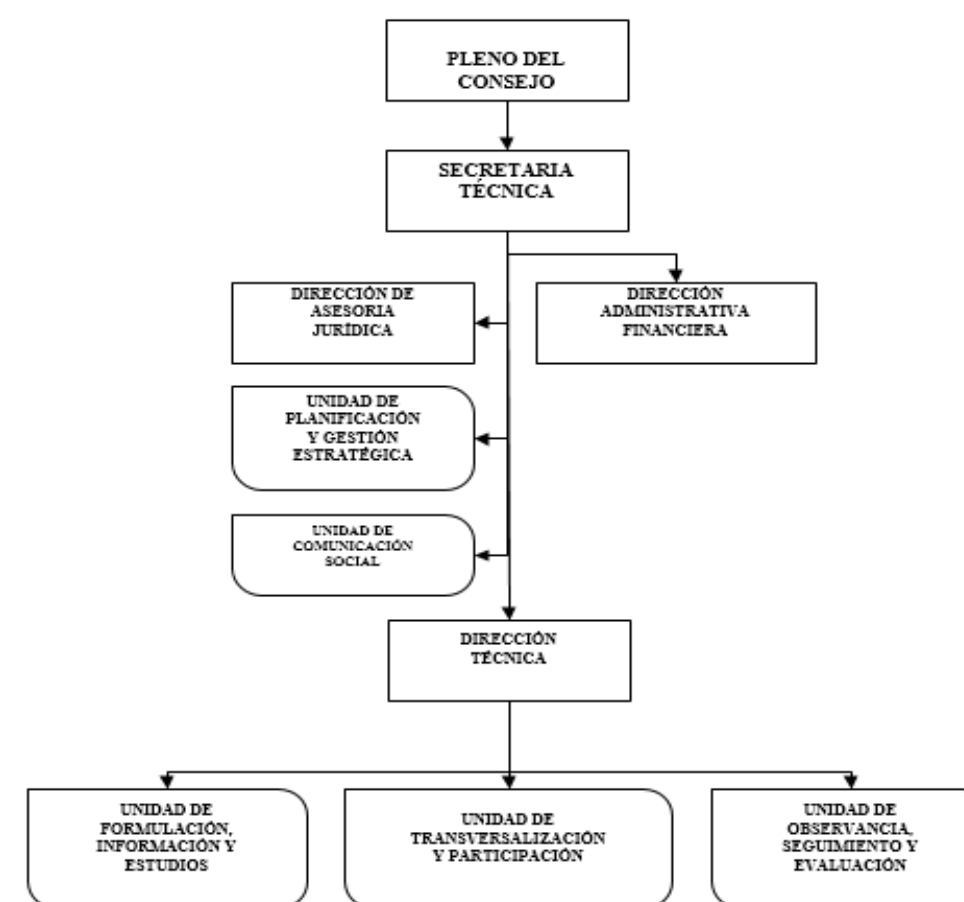 PLENO DEL
CONSEJO
SECRETARIA
TÉCNICA
DIRECCIÓN DE
ASESORIA
JURÍDICA
DIRECCIÓN
ADMINISTRATIVA
FINANCIERA
UNIDAD DE
PLANIFICACIÓN
Y GESTIÓN
ESTRATÉGICA
UNIDAD DE
COMUNICACIÓN
SOCIAL
DIRECCIÓN
TÉCNICA
UNIDAD DE
FORMULACIÓN,
INFORMACIÓN Y
ESTUDIOS
UNIDAD DE
TRANSVERSALIZACIÓN
Y PARTICIPACIÓN
UNIDAD DE
OBSERVANCIA,
SEGUIMIENTO Y
EVALUACIÓN